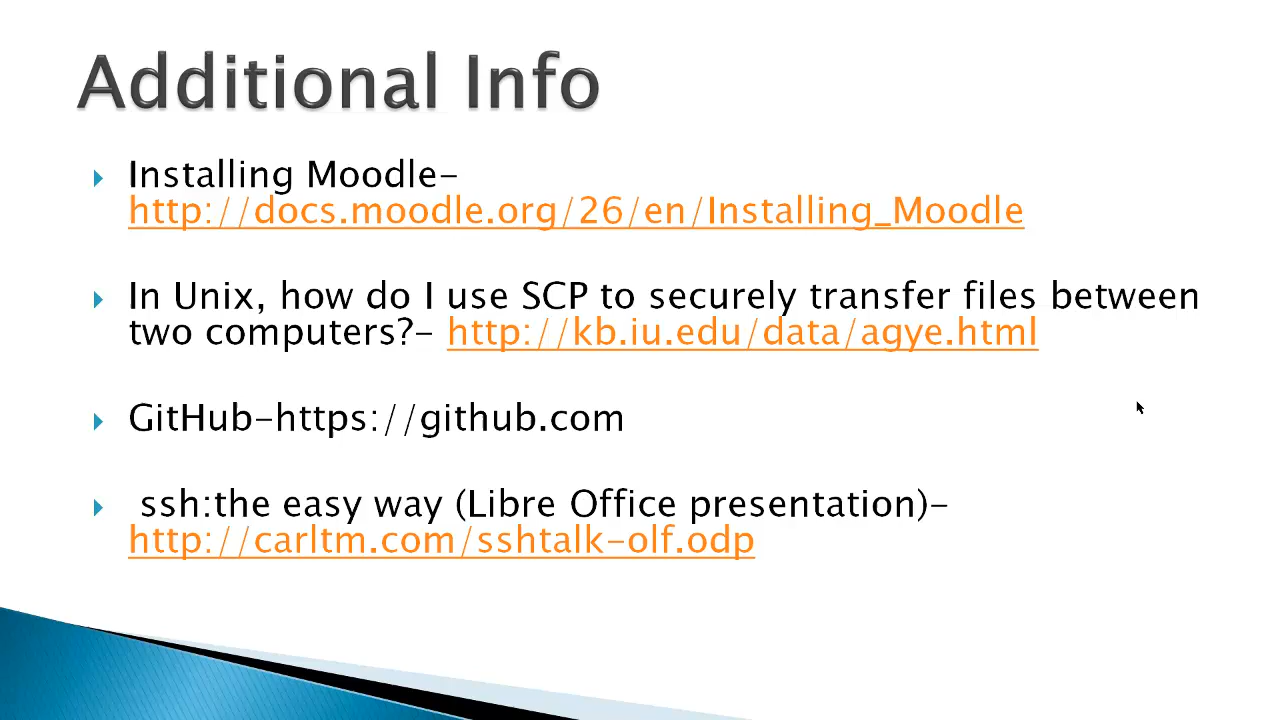 Additional Info
Installing Moodle-
http://docs.moodle.org/26/en/Installing_Moodle
In Unix, how do I use SCP to securely transfer files between
two computers?- http://kb.iu.edu/data/agye.html
GitHub-https://github.com
ssh:the easy way (Libre Office presentation)-
http://carltm.com/sshtalk-olf.odp